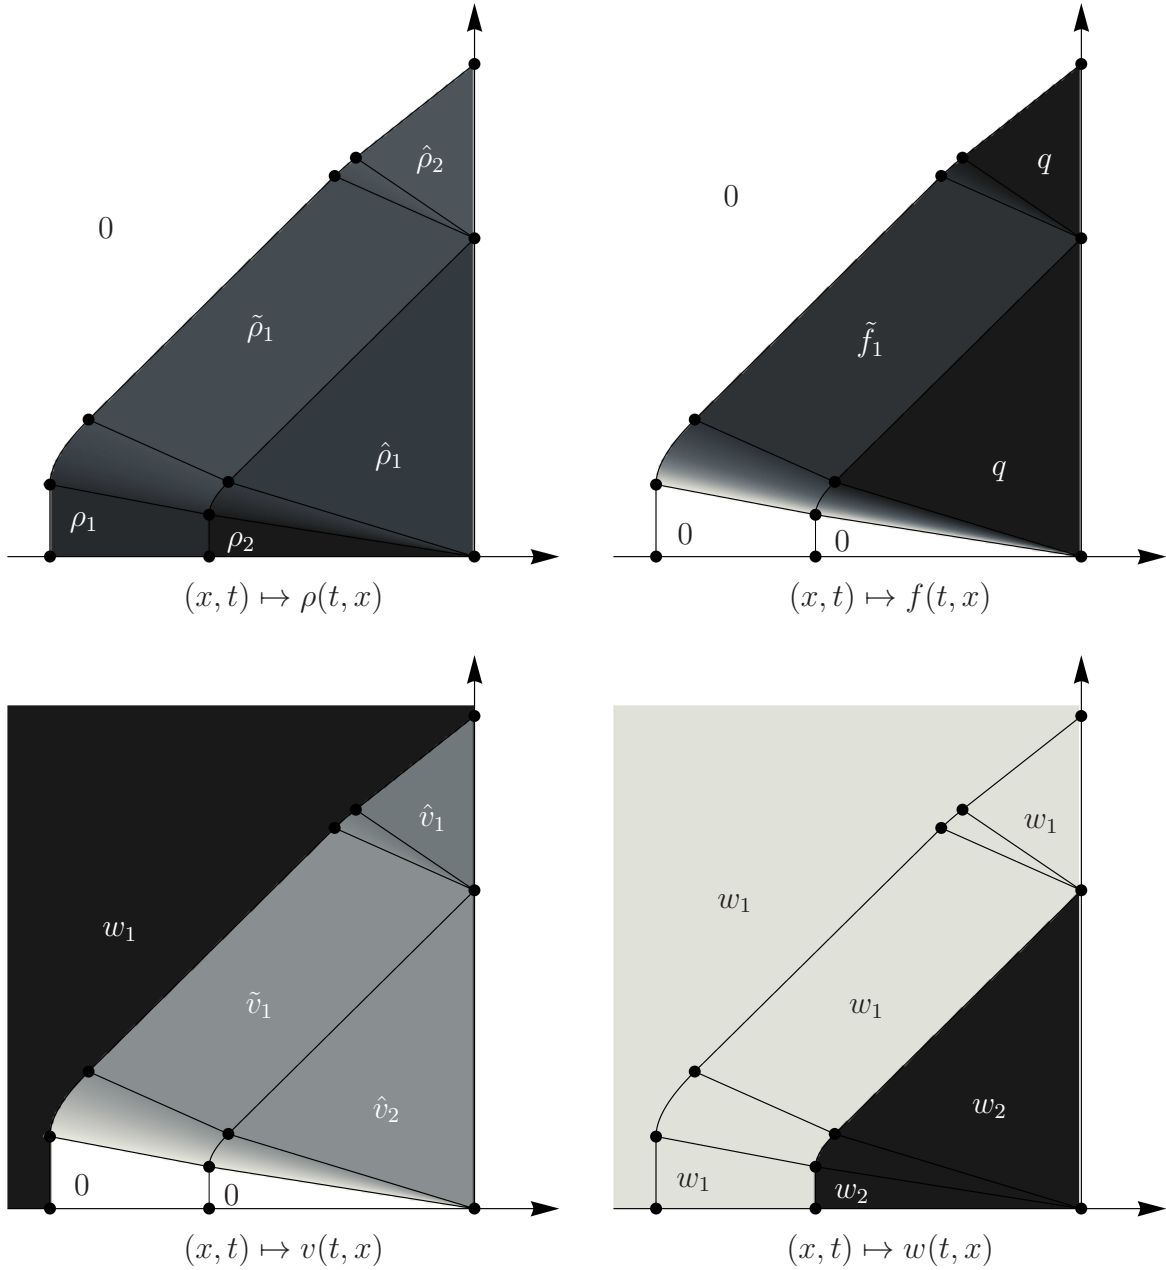 0
ρ̂₂
ρ̃₁
ρ̂₁
ρ₁
ρ₂
(x, t) ↦ ρ(t, x)
0
q
f̃₁
q
0
0
(x, t) ↦ f(t, x)
v̂₁
w₁
ṽ₁
v̂₂
0
0
(x, t) ↦ v(t, x)
w₁
w₁
w₁
w₂
w₁
w₂
(x, t) ↦ w(t, x)